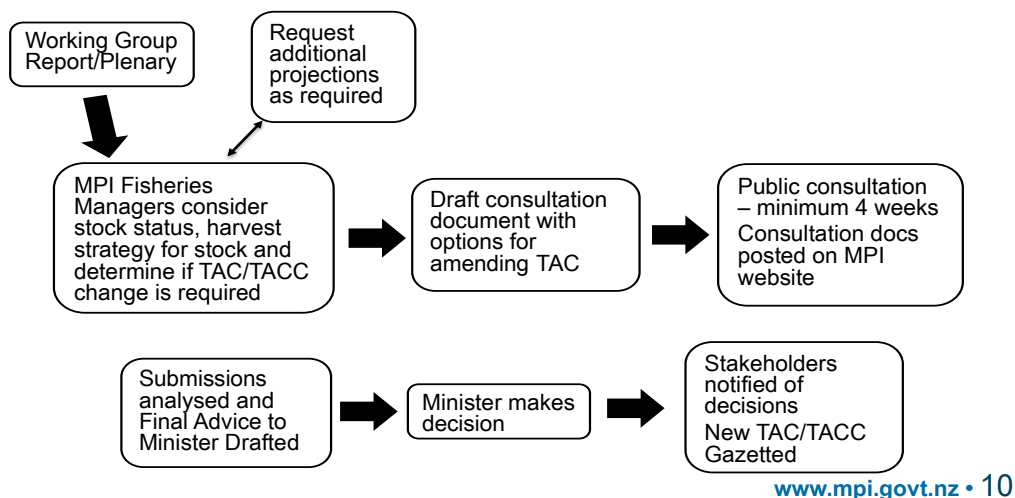 Working Group
Report/Plenary
Request
additional
projections
as required
MPI Fisheries
Managers consider
stock status, harvest
strategy for stock and
determine if TAC/TACC
change is required
Draft consultation
document with
options for
amending TAC
Public consultation
– minimum 4 weeks
Consultation docs
posted on MPI
website
Submissions
analysed and
Final Advice to
Minister Drafted
Minister makes
decision
Stakeholders
notified of
decisions
New TAC/TACC
Gazetted
www.mpi.govt.nz • 10